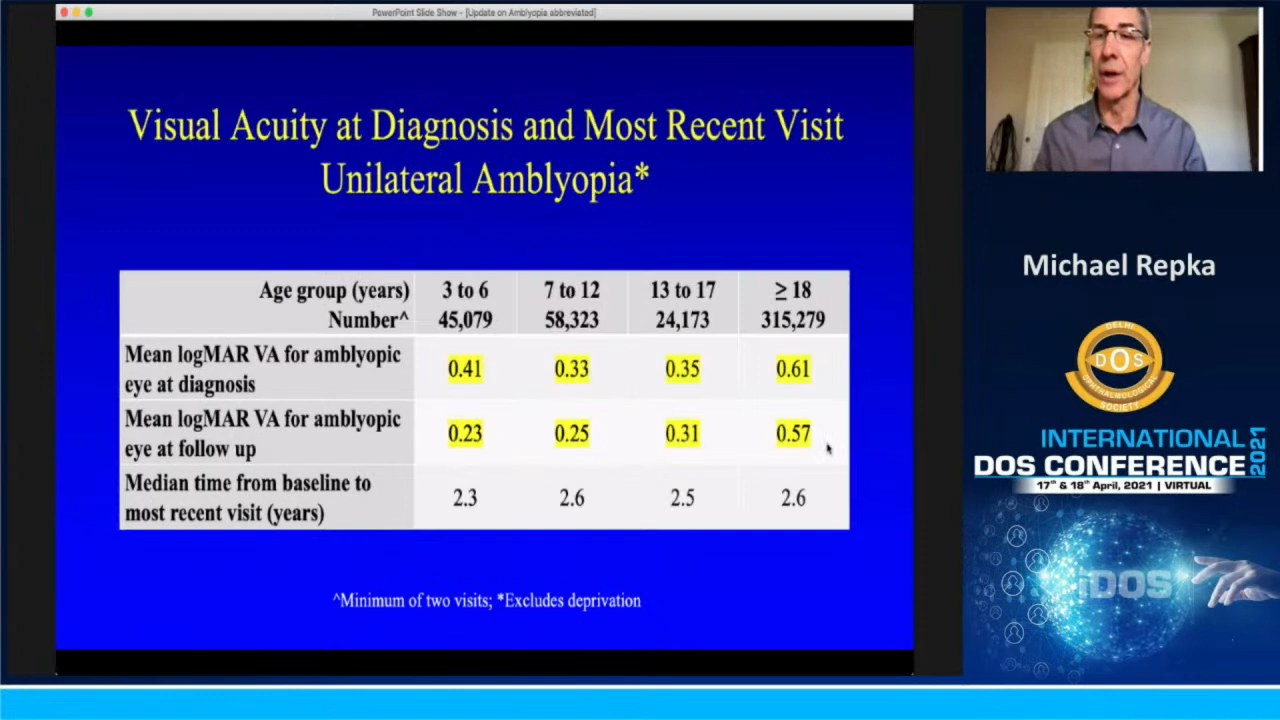 PowerPoint Slide Show - [Update on Amblyopia abbreviated]
Visual Acuity at Diagnosis and Most Recent Visit
Unilateral Amblyopia*
Age group (years) 3 to 6 7 to 12 13 to 17 ≥ 18
Number^ 45,079 58,323 24,173 315,279
Mean logMAR VA for amblyopic
eye at diagnosis 0.41 0.33 0.35 0.61
Mean logMAR VA for amblyopic
eye at follow up 0.23 0.25 0.31 0.57
Median time from baseline to
most recent visit (years) 2.3 2.6 2.5 2.6
^Minimum of two visits; *Excludes deprivation
Michael Repka
DELHI
DOS
OPHTHALMOLOGICAL
SOCIETY
INTERNATIONAL
DOS CONFERENCE
2021
17th & 18th April, 2021 | VIRTUAL
iDOS